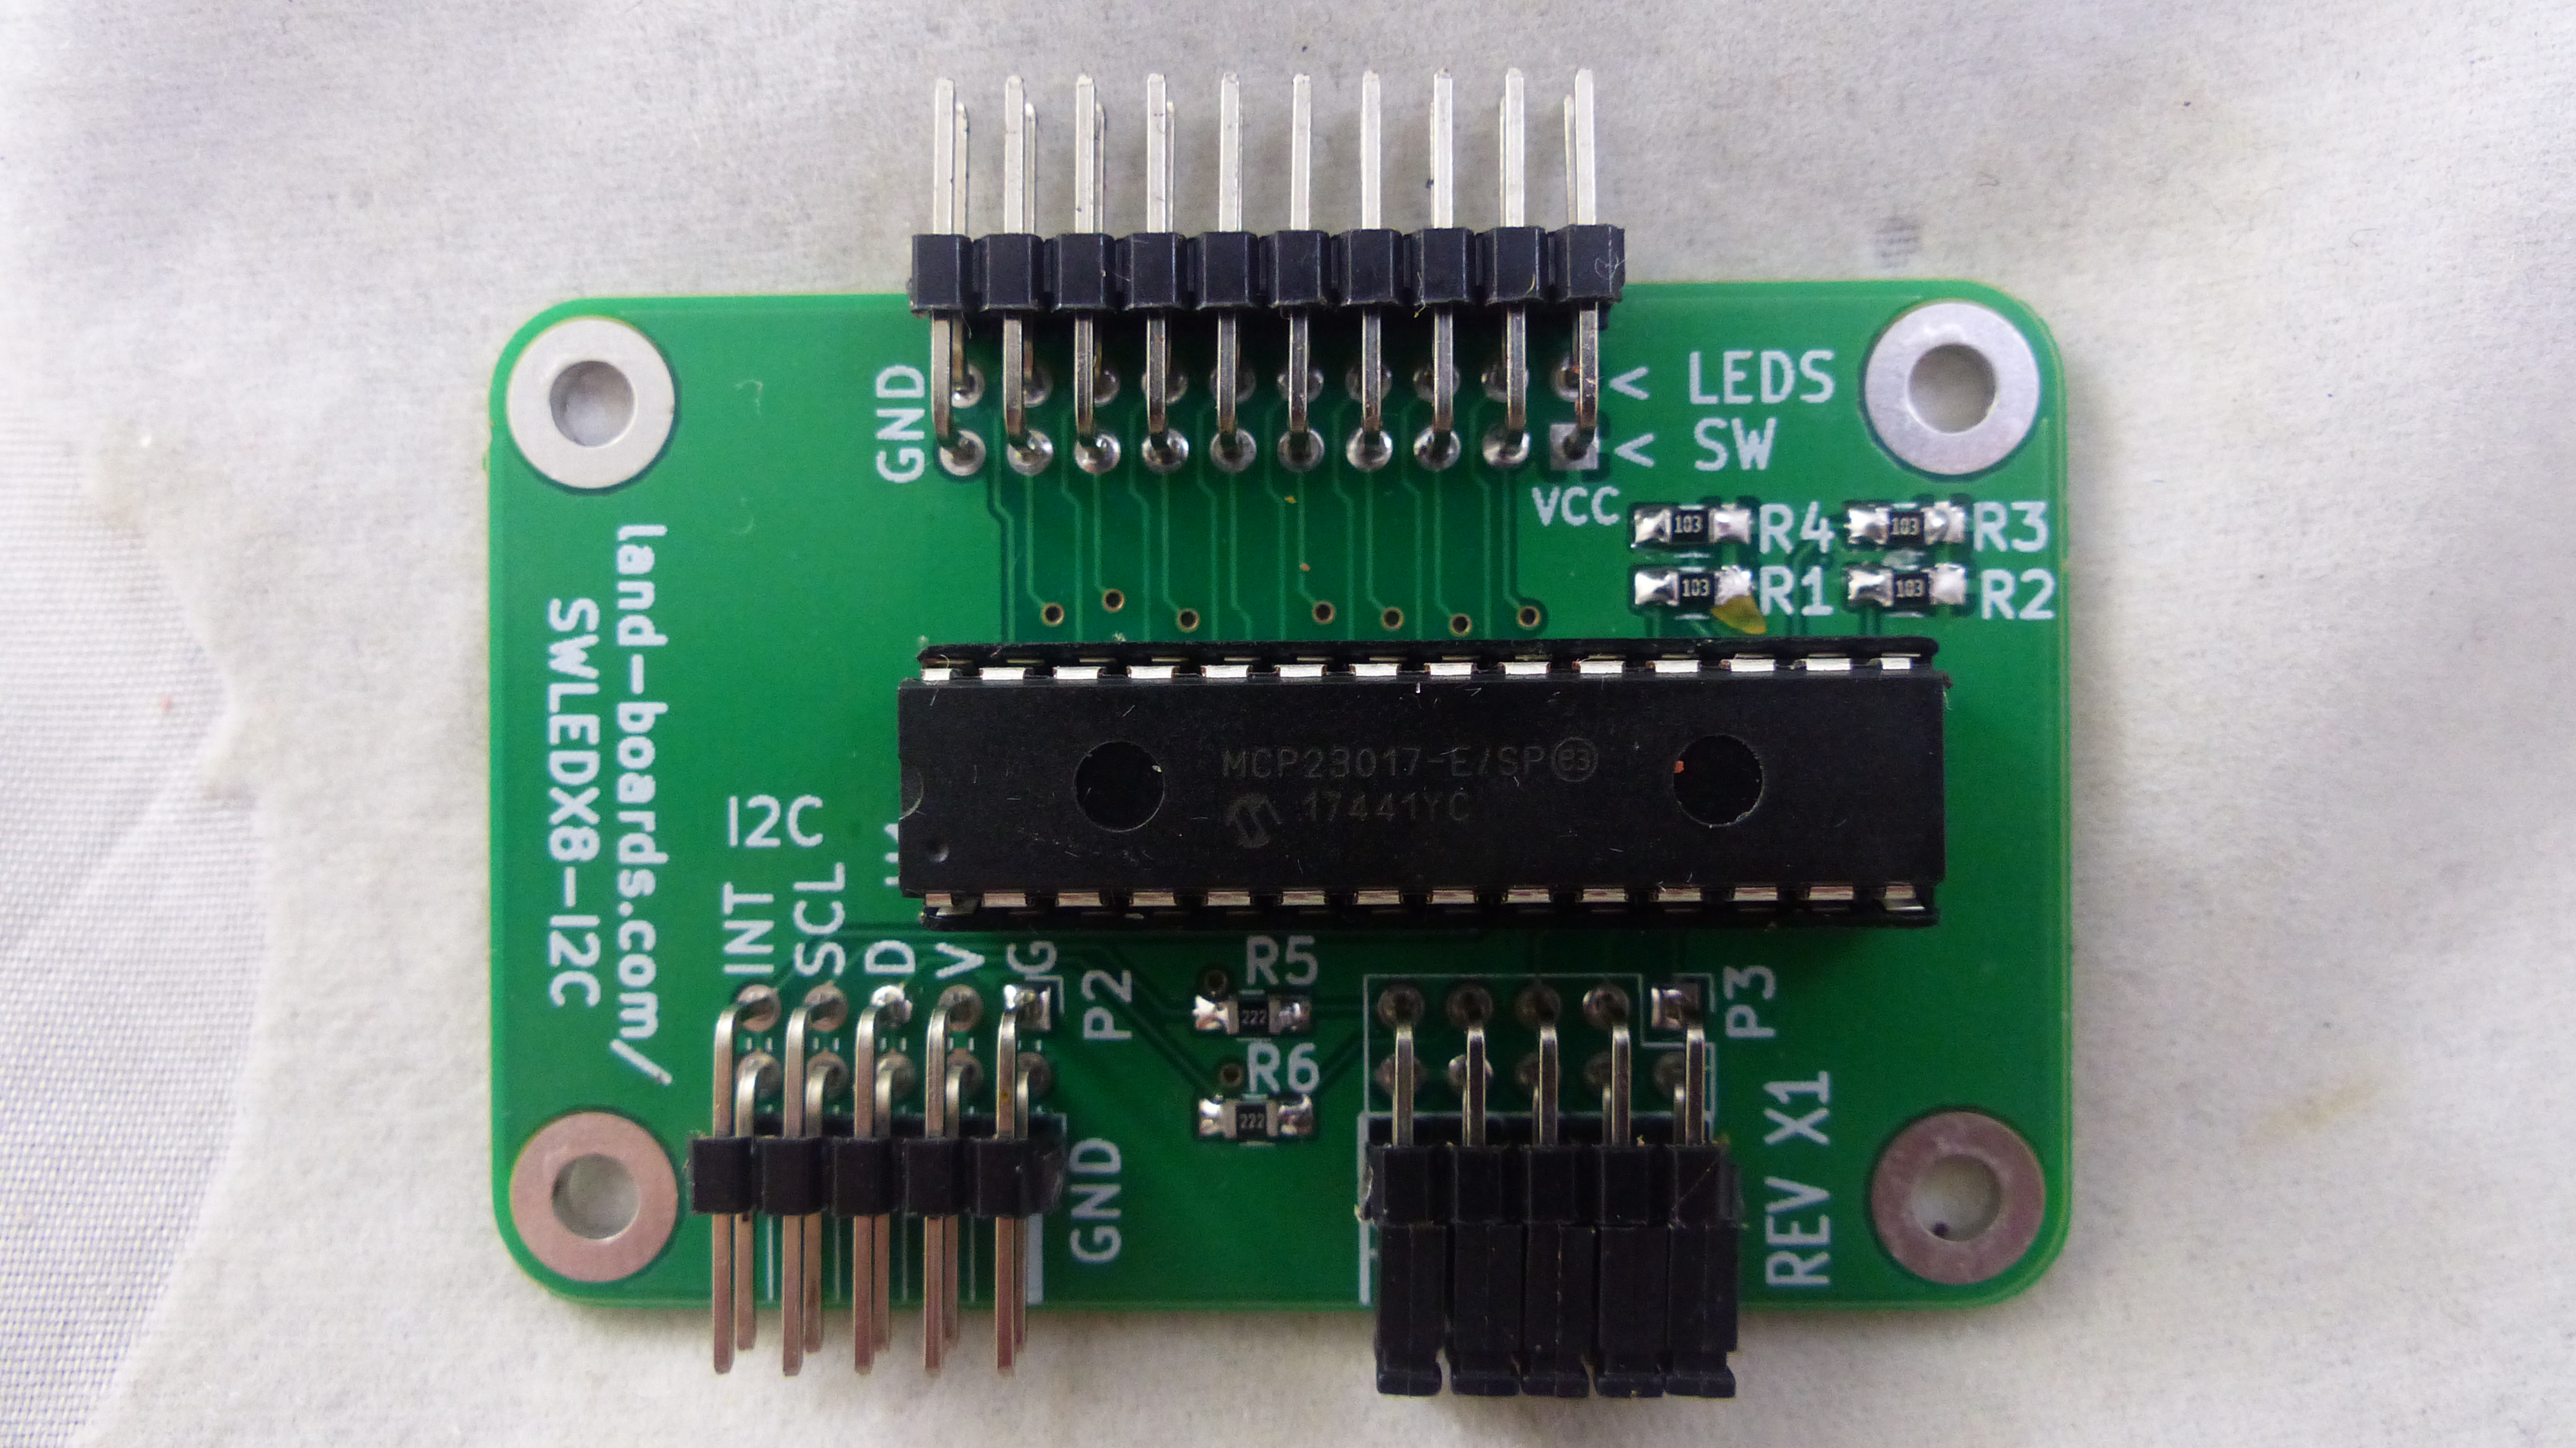 GND
< LEDS
< SW
VCC
103 R4 103 R3
103 R1 103 R2
land-boards.com/
SWLEDX8-I2C
MCP23017-E/SP e3
17441YC
I2C
INT
SCL
D
V
G
P2
GND
R5
222
R6
222
P3
REV X1